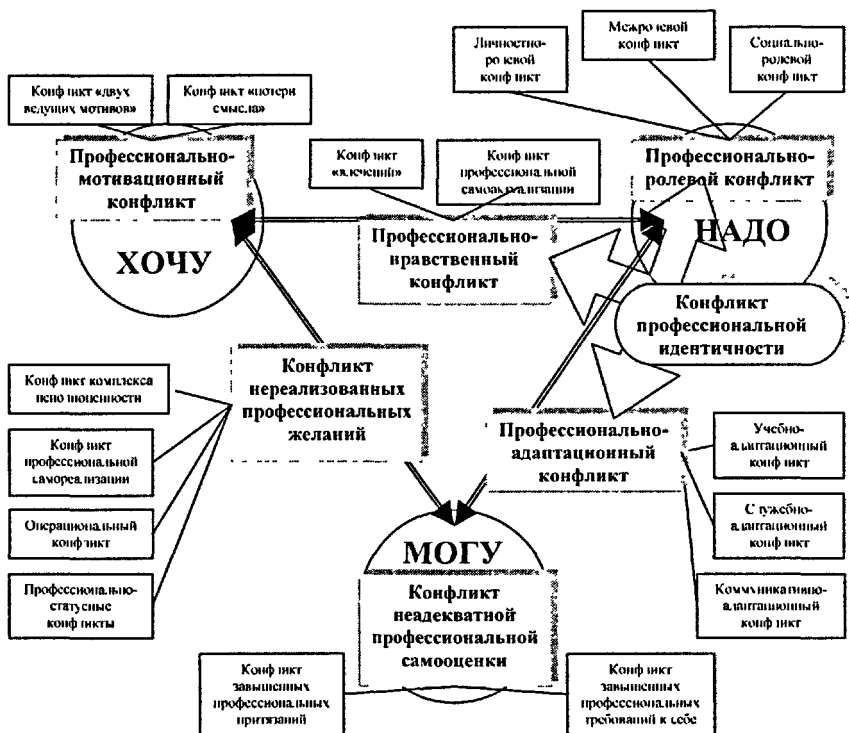 Межролевой
конфликт
Личностно-
ролевой
конфликт
Социально-
ролевой
конфликт
Конфликт «двух
ведущих мотивов»
Конфликт «потери
смысла»
Профессионально-
мотивационный
конфликт
ХОЧУ
Конфликт
«влечений»
Конфликт
профессиональной
самоактуализации
Профессионально-
ролевой конфликт
НАДО
Профессионально-
нравственный
конфликт
Конфликт
профессиональной
идентичности
Конфликт комплекса
неполноценности
Конфликт
нереализованных
профессиональных
желаний
Конфликт
профессиональной
самореализации
Операциональный
конфликт
Профессионально-
статусные
конфликты
Профессионально-
адаптационный
конфликт
Учебно-
адаптационный
конфликт
Служебно-
адаптационный
конфликт
Коммуникативно-
адаптационный
конфликт
МОГУ
Конфликт
неадекватной
профессиональной
самооценки
Конфликт
завышенных
профессиональных
притязаний
Конфликт
завышенных
профессиональных
требований к себе